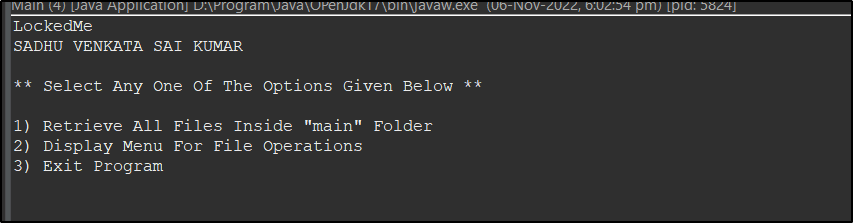 Main (4) [Java Application] D:\Program\Java\OPenJdk17\bin\javaw.exe (06-Nov-2022, 6:02:54 pm) [pid: 5824]
LockedMe
SADHU VENKATA SAI KUMAR
** Select Any One Of The Options Given Below **
1) Retrieve All Files Inside "main" Folder
2) Display Menu For File Operations
3) Exit Program